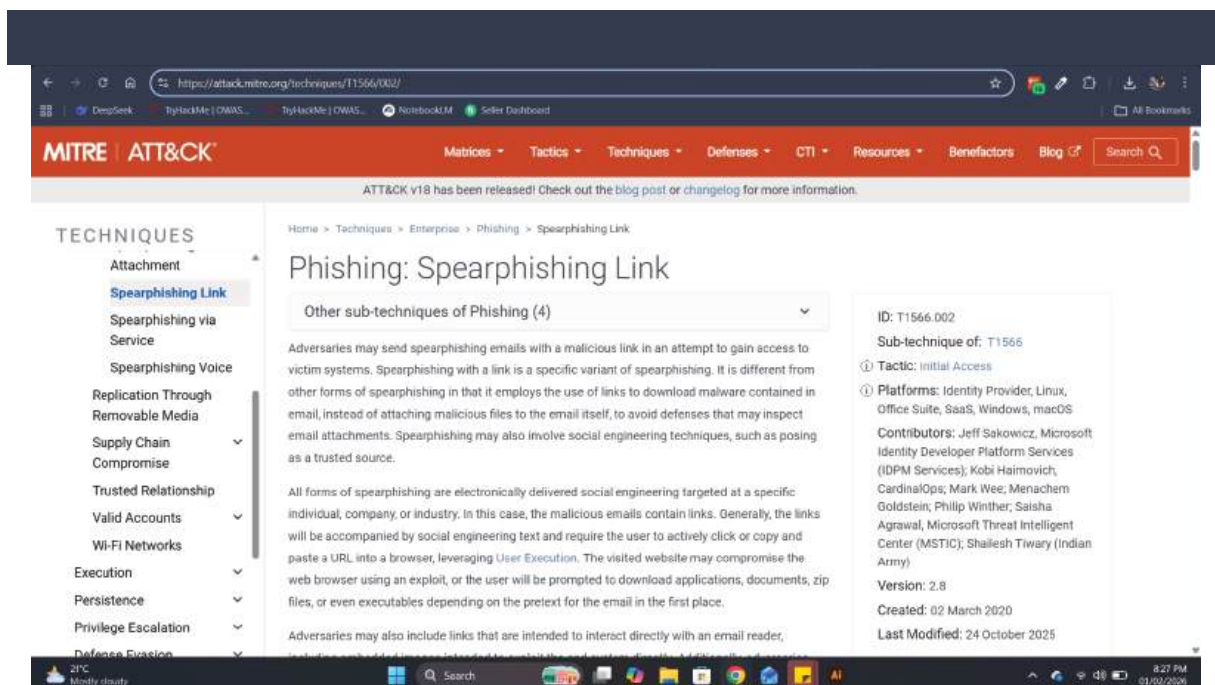 https://attack.mitre.org/techniques/T1566/002/
DeepSeek
TryHackMe | OWAS...
TryHackMe | OWAS...
NotebookLM
Seller Dashboard
All Bookmarks
MITRE | ATT&CK®
Matrices
Tactics
Techniques
Defenses
CTI
Resources
Benefactors
Blog
Search
ATT&CK v18 has been released! Check out the blog post or changelog for more information.
TECHNIQUES
Attachment
Spearphishing Link
Spearphishing via
Service
Spearphishing Voice
Replication Through
Removable Media
Supply Chain
Compromise
Trusted Relationship
Valid Accounts
Wi-Fi Networks
Execution
Persistence
Privilege Escalation
Defense Evasion
Home > Techniques > Enterprise > Phishing > Spearphishing Link
Phishing: Spearphishing Link
Other sub-techniques of Phishing (4)
Adversaries may send spearphishing emails with a malicious link in an attempt to gain access to
victim systems. Spearphishing with a link is a specific variant of spearphishing. It is different from
other forms of spearphishing in that it employs the use of links to download malware contained in
email, instead of attaching malicious files to the email itself, to avoid defenses that may inspect
email attachments. Spearphishing may also involve social engineering techniques, such as posing
as a trusted source.
All forms of spearphishing are electronically delivered social engineering targeted at a specific
individual, company, or industry. In this case, the malicious emails contain links. Generally, the links
will be accompanied by social engineering text and require the user to actively click or copy and
paste a URL into a browser, leveraging User Execution. The visited website may compromise the
web browser using an exploit, or the user will be prompted to download applications, documents, zip
files, or even executables depending on the pretext for the email in the first place.
Adversaries may also include links that are intended to interact directly with an email reader,
ID: T1566.002
Sub-technique of: T1566
Tactic: Initial Access
Platforms: Identity Provider, Linux,
Office Suite, SaaS, Windows, macOS
Contributors: Jeff Sakowicz, Microsoft
Identity Developer Platform Services
(IDPM Services); Kobi Haimovich,
CardinalOps; Mark Wee; Menachem
Goldstein; Philip Winther; Saisha
Agrawal, Microsoft Threat Intelligent
Center (MSTIC); Shailesh Tiwary (Indian
Army)
Version: 2.8
Created: 02 March 2020
Last Modified: 24 October 2025
21°C
Mostly cloudy
Search
Ai
8:27 PM
01/02/2026